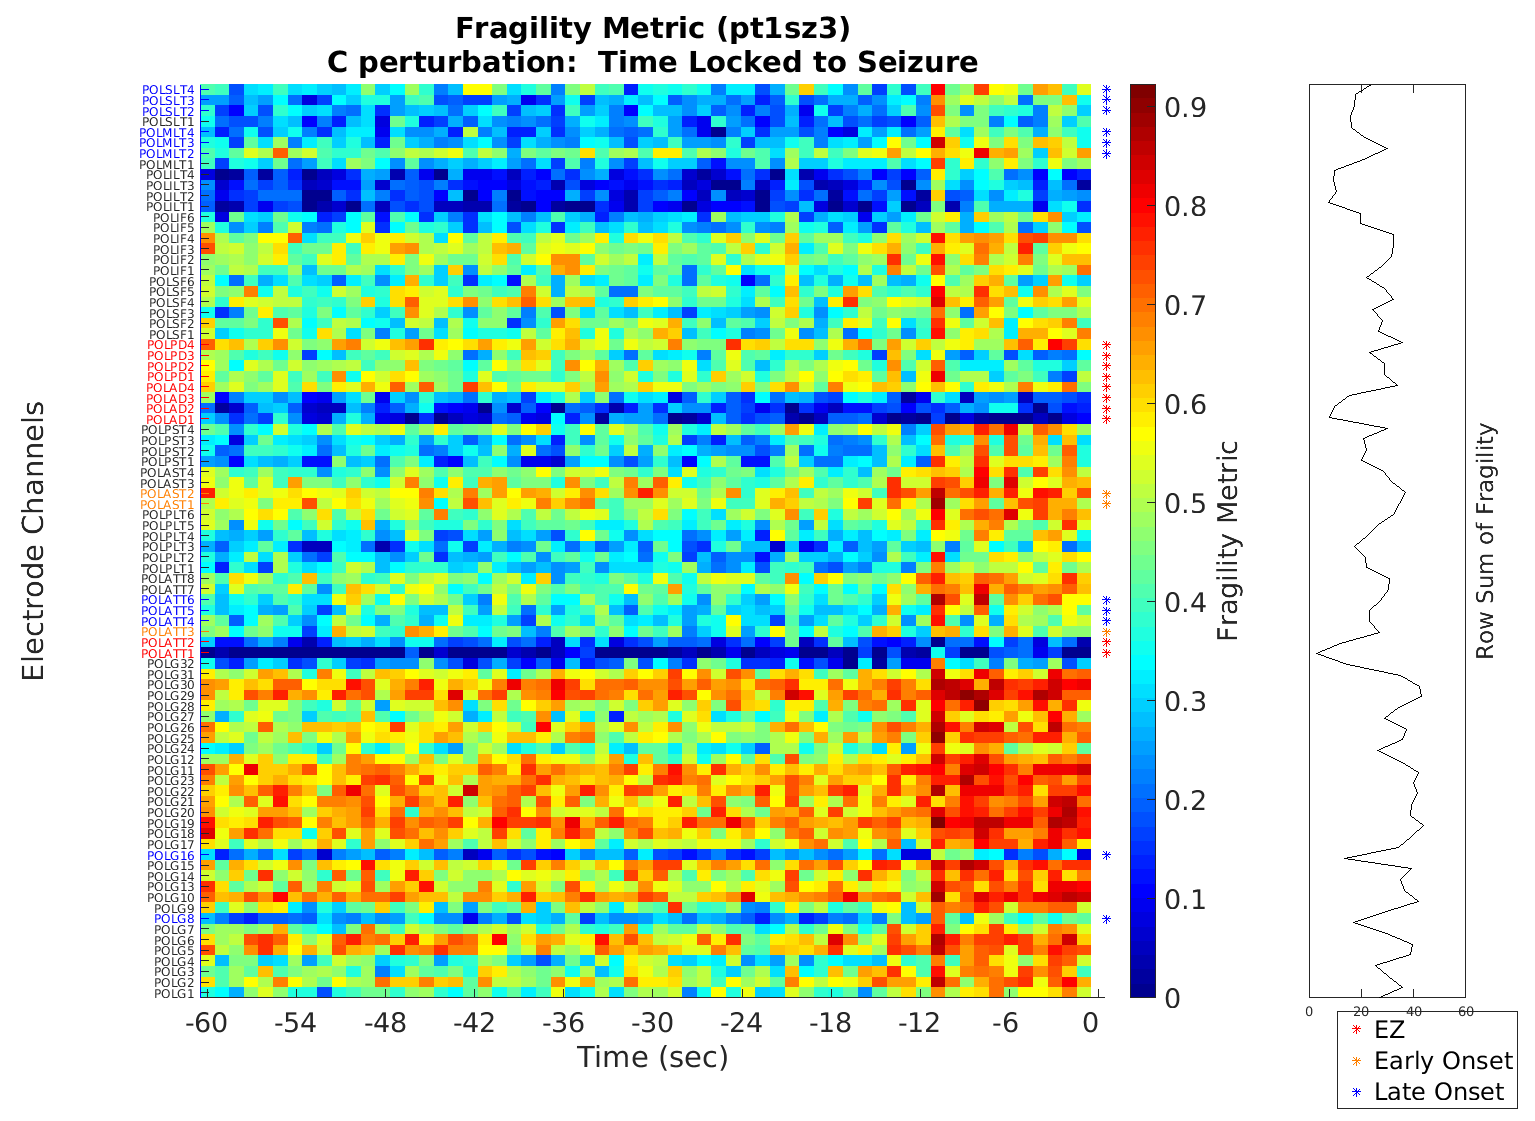 Fragility Metric (pt1sz3)
C perturbation: Time Locked to Seizure
Electrode Channels
POLSLT4
POLSLT3
POLSLT2
POLSLT1
POLMLT4
POLMLT3
POLMLT2
POLMLT1
POLILT4
POLILT3
POLILT2
POLILT1
POLIF6
POLIF5
POLIF4
POLIF3
POLIF2
POLIF1
POLSF6
POLSF5
POLSF4
POLSF3
POLSF2
POLSF1
POLPD4
POLPD3
POLPD2
POLPD1
POLAD4
POLAD3
POLAD2
POLAD1
POLPST4
POLPST3
POLPST2
POLPST1
POLAST4
POLAST3
POLAST2
POLAST1
POLPLT6
POLPLT5
POLPLT4
POLPLT3
POLPLT2
POLPLT1
POLATT8
POLATT7
POLATT6
POLATT5
POLATT4
POLATT3
POLATT2
POLATT1
POLG32
POLG31
POLG30
POLG29
POLG28
POLG27
POLG26
POLG25
POLG24
POLG12
POLG11
POLG23
POLG22
POLG21
POLG20
POLG19
POLG18
POLG17
POLG16
POLG15
POLG14
POLG13
POLG10
POLG9
POLG8
POLG7
POLG6
POLG5
POLG4
POLG3
POLG2
POLG1
-60 -54 -48 -42 -36 -30 -24 -18 -12 -6 0
Time (sec)
0.9
0.8
0.7
0.6
0.5
0.4
0.3
0.2
0.1
0
Fragility Metric
Row Sum of Fragility
0 20 40 60
EZ
Early Onset
Late Onset